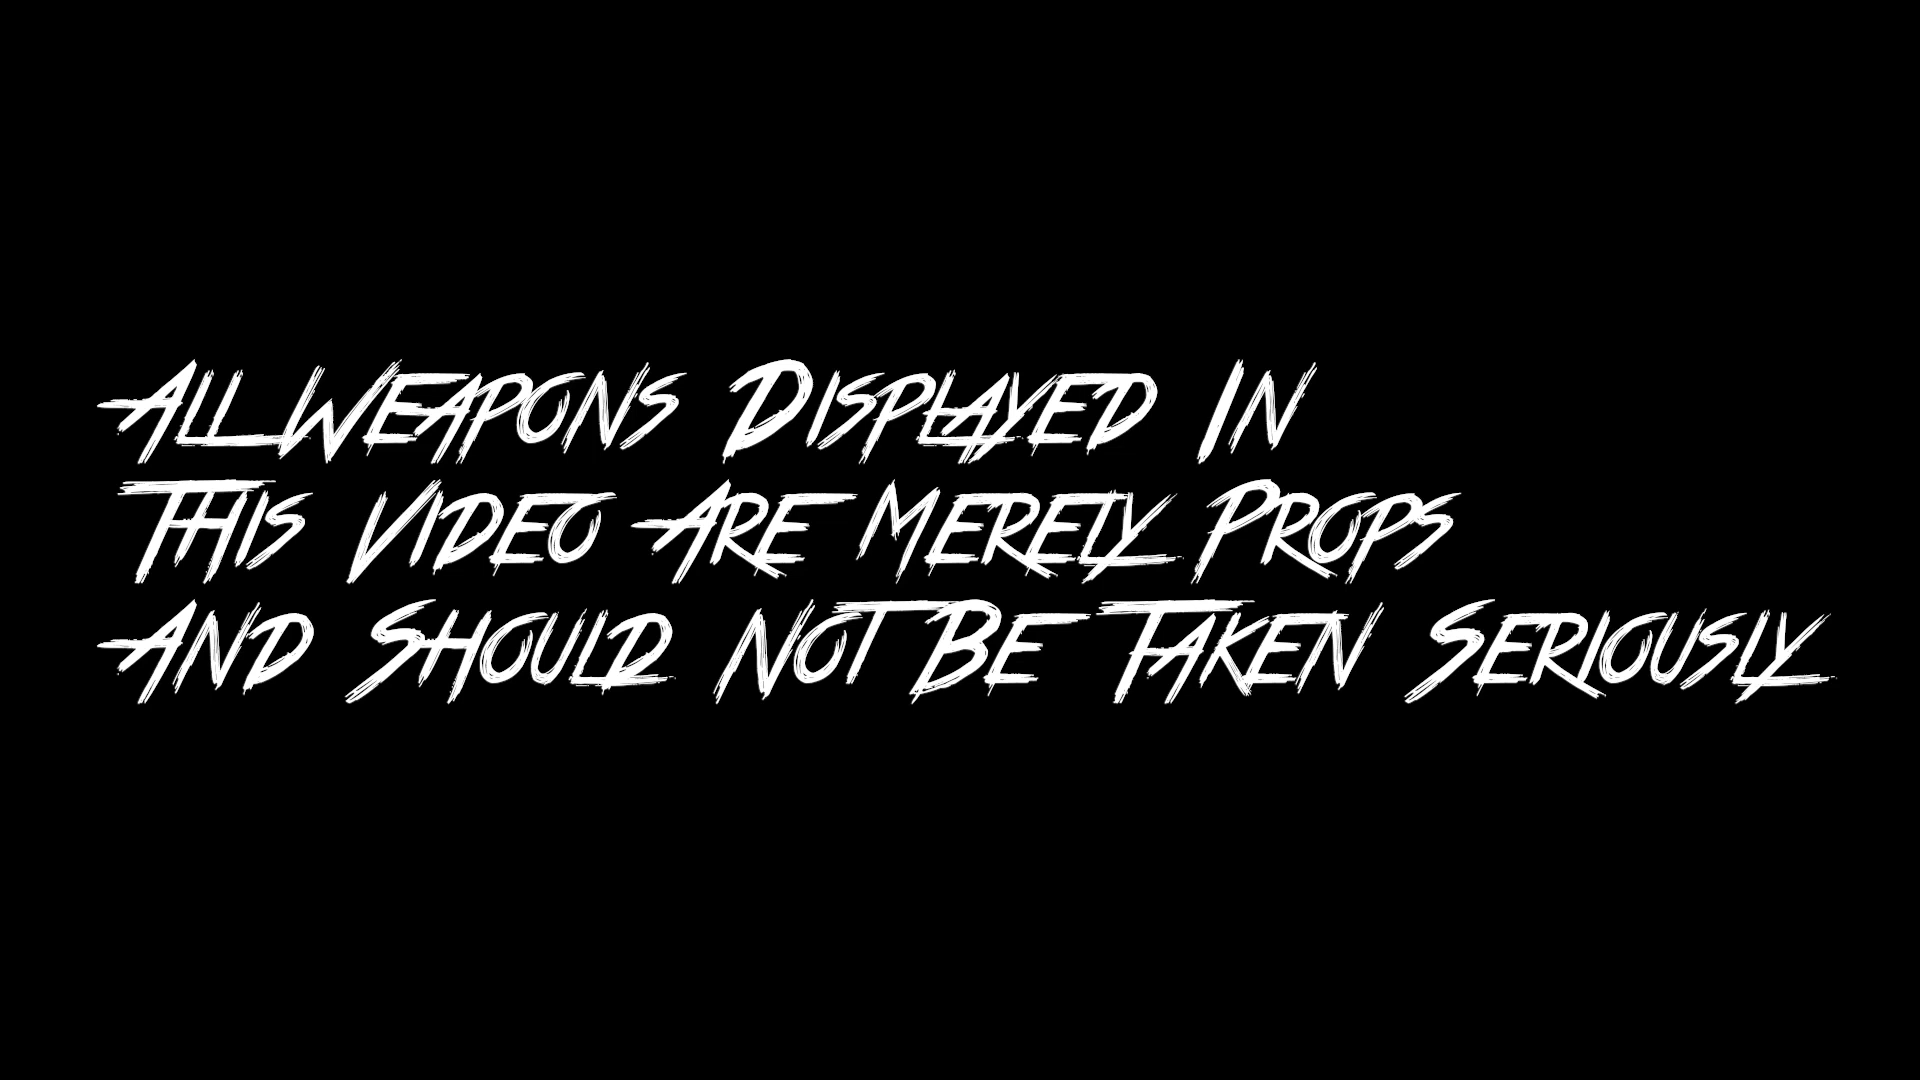 All Weapons Displayed In
This Video Are Merely Props
And Should Not Be Taken Seriously